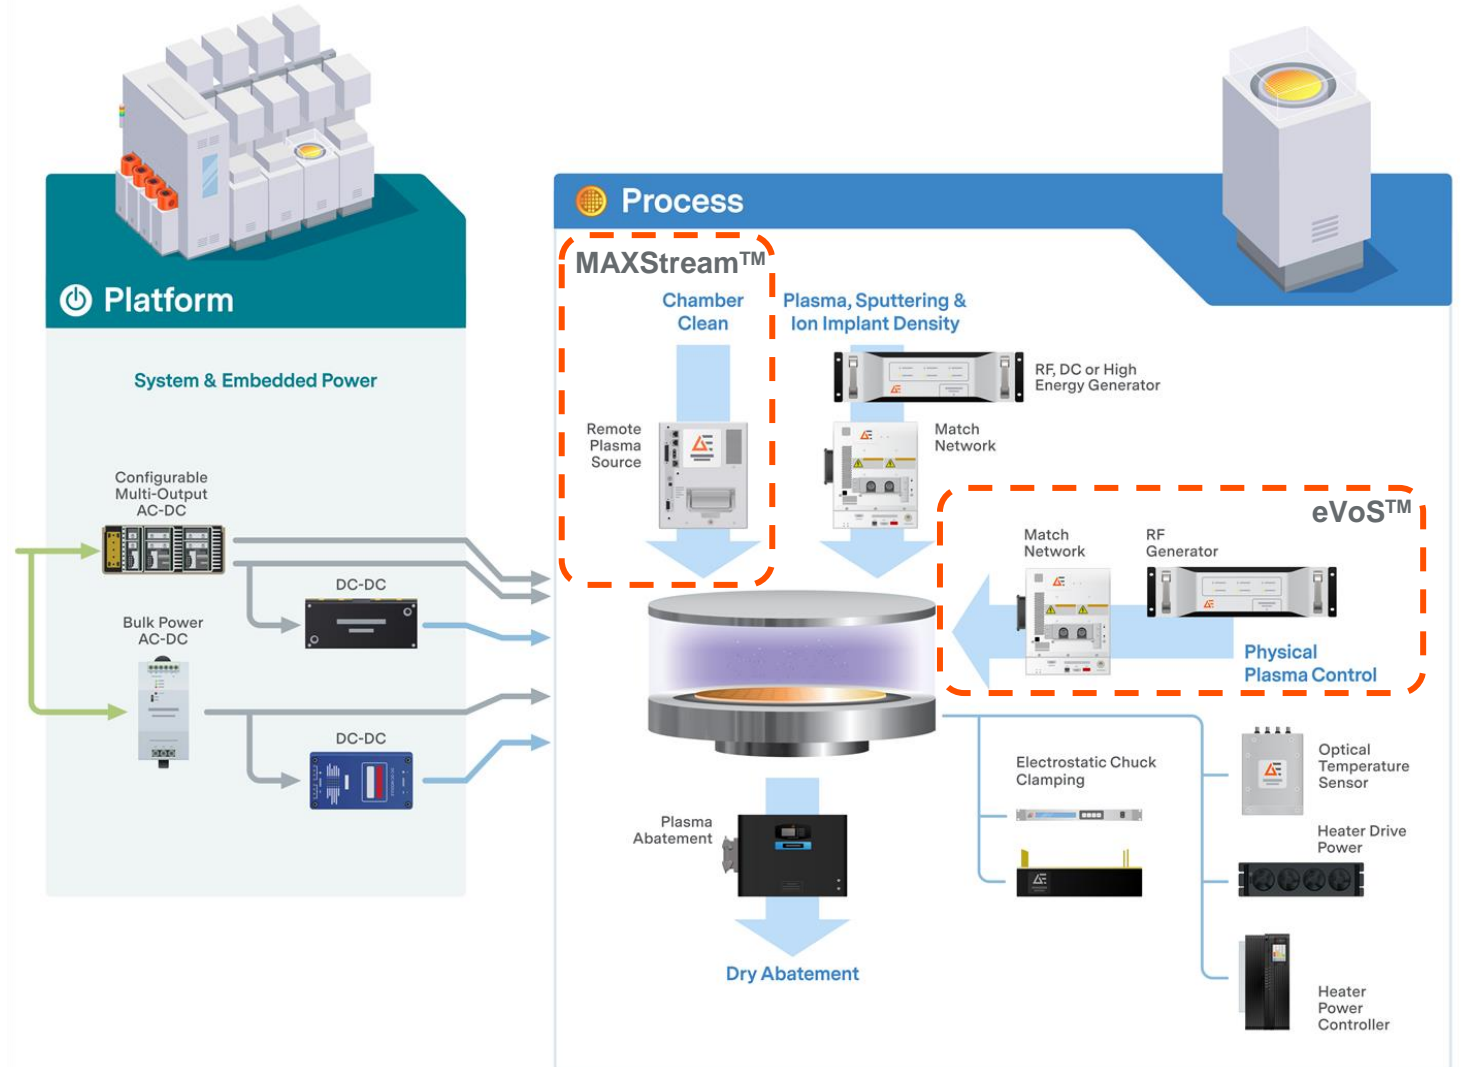 Process
MAXStream™
Platform
Chamber
Clean
Plasma, Sputtering &
Ion Implant Density
System & Embedded Power
RF, DC or High
Energy Generator
Remote
Plasma
Source
Match
Network
Configurable
Multi-Output
AC-DC
eVoS™
Match
Network
RF
Generator
DC-DC
Bulk Power
AC-DC
Physical
Plasma Control
DC-DC
Electrostatic Chuck
Clamping
Optical
Temperature
Sensor
Plasma
Abatement
Heater Drive
Power
Dry Abatement
Heater
Power
Controller